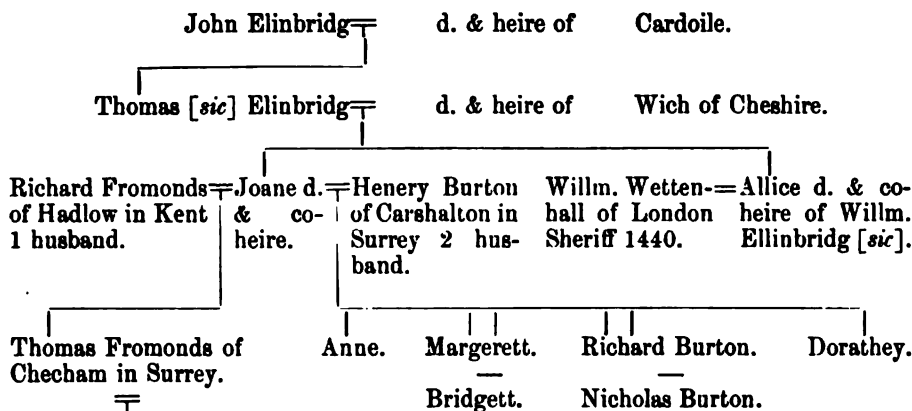 John Elinbridg d. & heire of Cardoile.
Thomas [sic] Elinbridg d. & heire of Wich of Cheshire.
Richard Fromonds
of Hadlow in Kent
1 husband.
Joane d.
& co-
heire.
Henery Burton
of Carshalton in
Surrey 2 hus-
band.
Willm. Wetten-
hall of London
Sheriff 1440.
Allice d. & co-
heire of Willm.
Ellinbridg [sic].
Thomas Fromonds of
Checham in Surrey.
Anne.
Margerett.
Bridgett.
Richard Burton.
Nicholas Burton.
Dorathey.